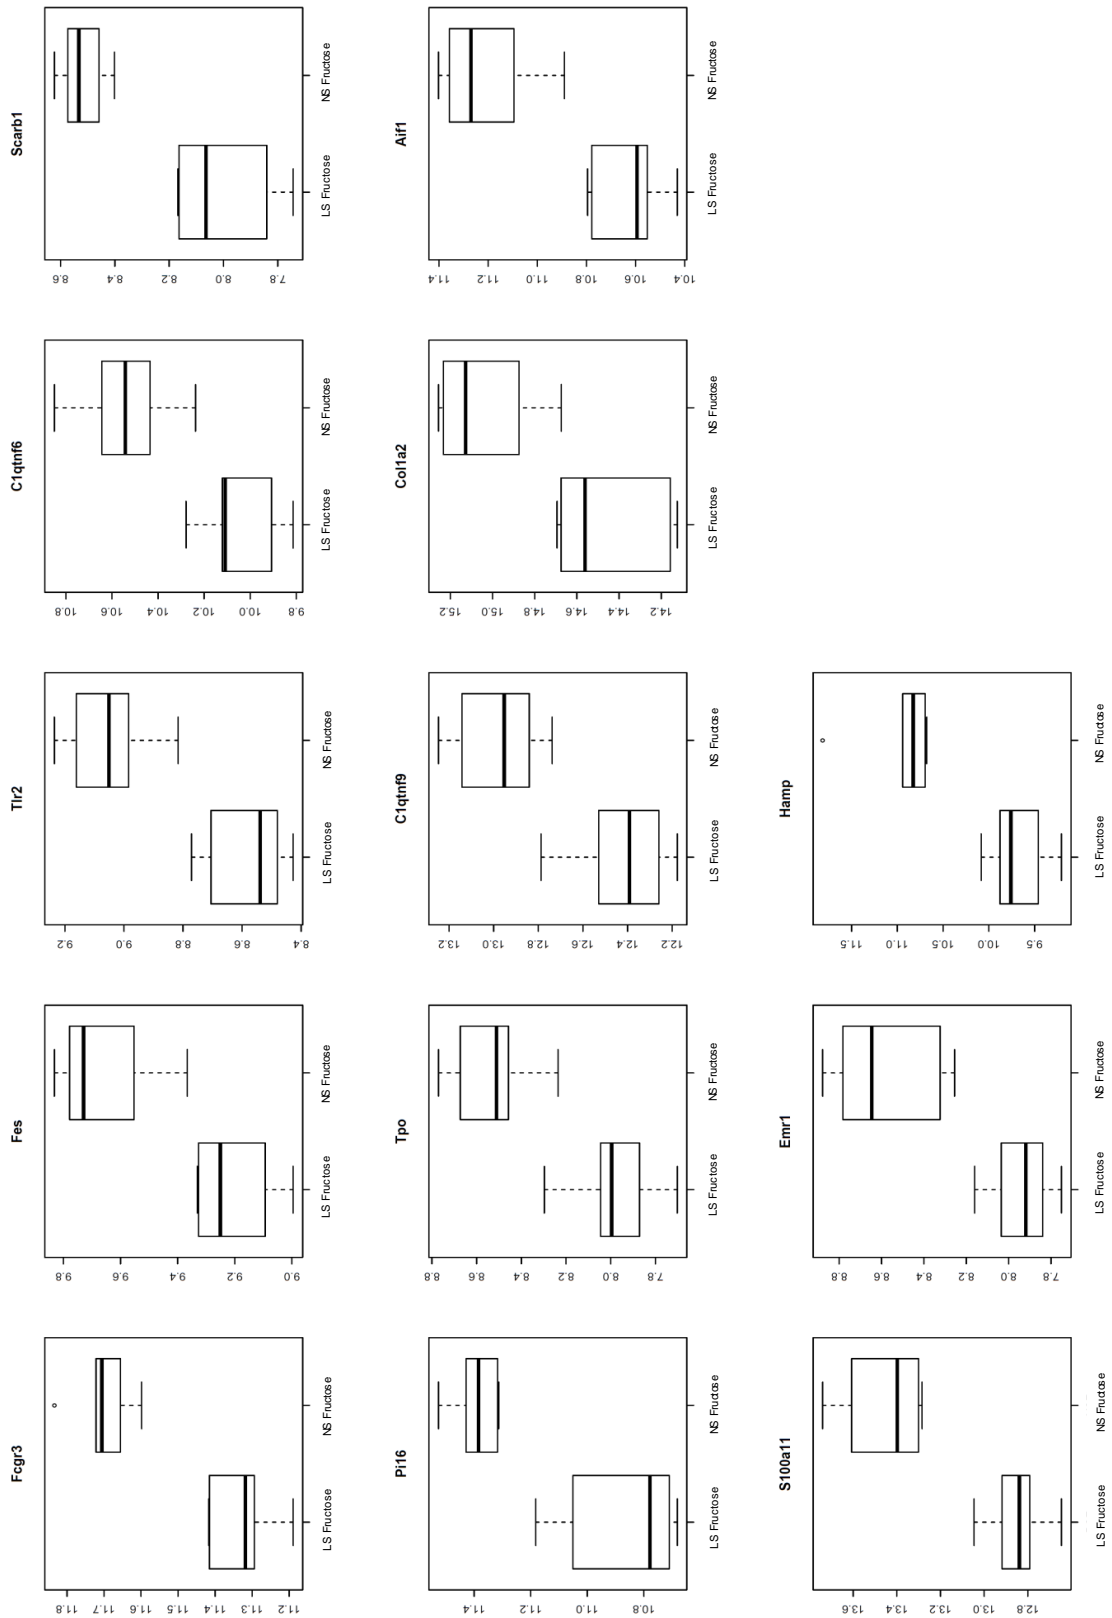 Fcgr3
11.8
11.7
11.6
11.5
11.4
11.3
11.2
LS Fructose
NS Fructose
Fes
9.8
9.6
9.4
9.2
9.0
LS Fructose
NS Fructose
Tlr2
9.2
9.0
8.8
8.6
8.4
LS Fructose
NS Fructose
C1qtnf6
10.8
10.6
10.4
10.2
10.0
9.8
LS Fructose
NS Fructose
Scarb1
8.6
8.4
8.2
8.0
7.8
LS Fructose
NS Fructose
Pi16
11.4
11.2
11.0
10.8
LS Fructose
NS Fructose
Tpo
8.8
8.6
8.4
8.2
8.0
7.8
LS Fructose
NS Fructose
C1qtnf9
13.2
13.0
12.8
12.6
12.4
12.2
LS Fructose
NS Fructose
Col1a2
15.2
15.0
14.8
14.6
14.4
14.2
LS Fructose
NS Fructose
Aif1
11.4
11.2
11.0
10.8
10.6
10.4
LS Fructose
NS Fructose
S100a11
13.6
13.4
13.2
13.0
12.8
LS Fructose
NS Fructose
Emr1
8.8
8.6
8.4
8.2
8.0
7.8
LS Fructose
NS Fructose
Hamp
11.5
11.0
10.5
10.0
9.5
LS Fructose
NS Fructose